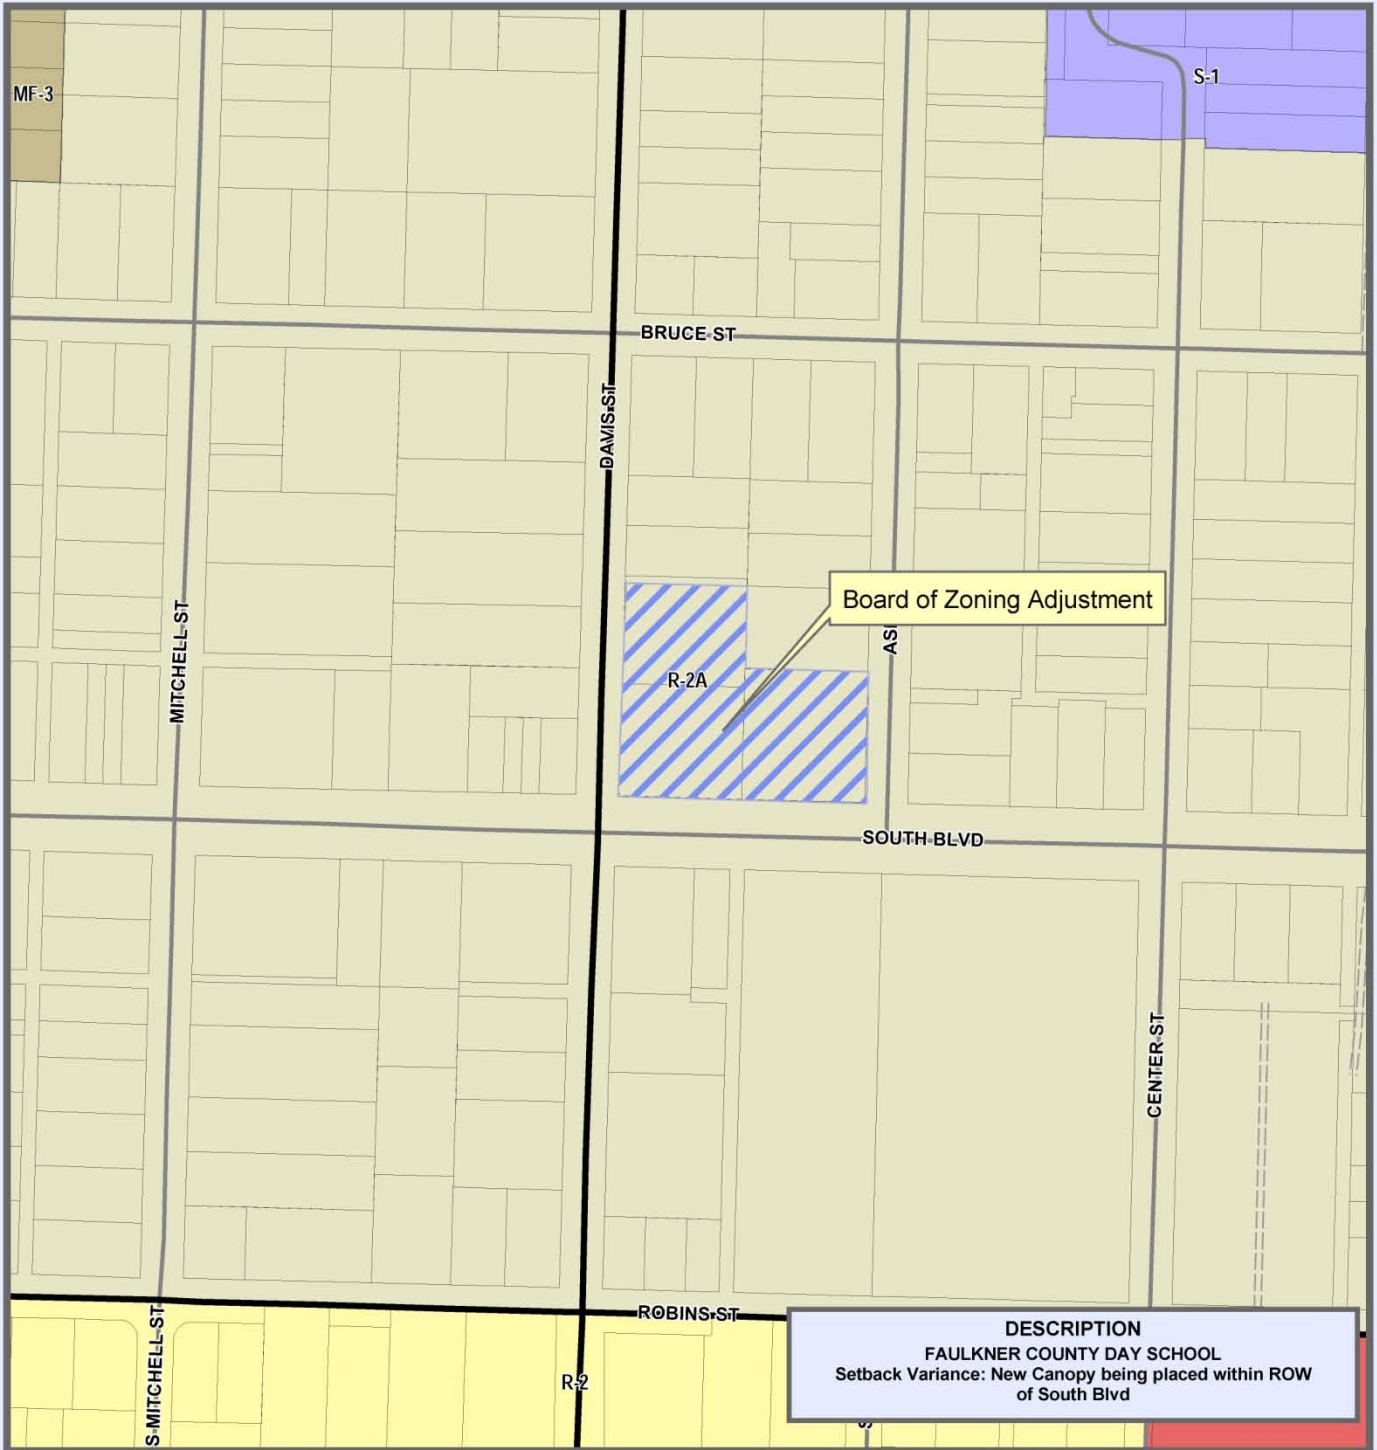 MF-3
S-1
BRUCE ST
DAVIS ST
Board of Zoning Adjustment
MITCHELL ST
R-2A
SOUTH BLVD
CENTER ST
ROBINS ST
S MITCHELL ST
R-2
DESCRIPTION
FAULKNER COUNTY DAY SCHOOL
Setback Variance: New Canopy being placed within ROW
of South Blvd